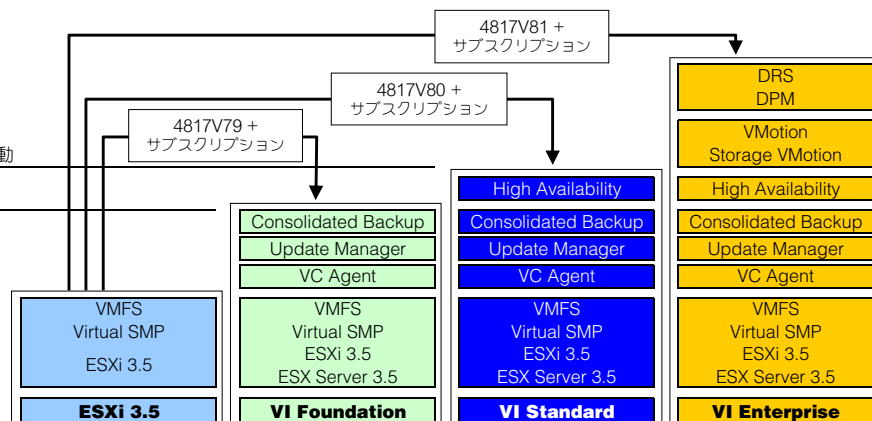 4817V81 +
サブスクリプション
4817V80 +
サブスクリプション
4817V79 +
サブスクリプション
動
DRS
DPM
VMotion
Storage VMotion
High Availability
High Availability
Consolidated Backup
Consolidated Backup
Consolidated Backup
Update Manager
Update Manager
Update Manager
VC Agent
VC Agent
VC Agent
VMFS
Virtual SMP
ESXi 3.5
VMFS
Virtual SMP
ESXi 3.5
ESX Server 3.5
VMFS
Virtual SMP
ESXi 3.5
ESX Server 3.5
VMFS
Virtual SMP
ESXi 3.5
ESX Server 3.5
ESXi 3.5
VI Foundation
VI Standard
VI Enterprise